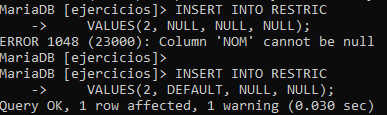 MariaDB [ejercicios]> INSERT INTO RESTRIC
    ->     VALUES(2, NULL, NULL, NULL);
ERROR 1048 (23000): Column 'NOM' cannot be null
MariaDB [ejercicios]>
MariaDB [ejercicios]> INSERT INTO RESTRIC
    ->     VALUES(2, DEFAULT, NULL, NULL);
Query OK, 1 row affected, 1 warning (0.030 sec)